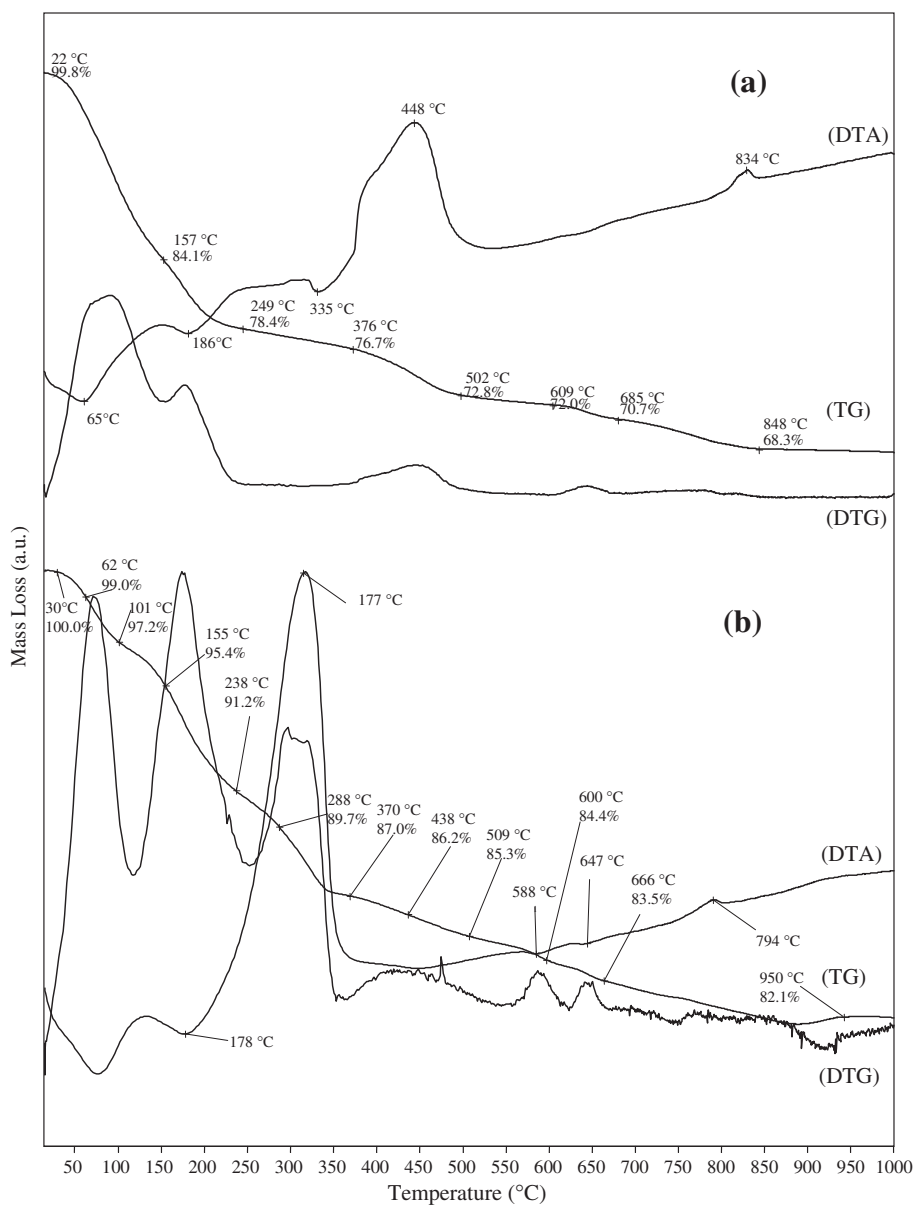 22 °C
99.8%
(a)
448 °C
(DTA)
834 °C
157 °C
84.1%
249 °C
78.4%
335 °C
376 °C
76.7%
186°C
65°C
502 °C
72.8%
609 °C
72.0%
685 °C
70.7%
(TG)
848 °C
68.3%
(DTG)
Mass Loss (a.u.)
62 °C
99.0%
30°C
100.0%
101 °C
97.2%
177 °C
(b)
155 °C
95.4%
238 °C
91.2%
288 °C
89.7%
370 °C
87.0%
438 °C
86.2%
509 °C
85.3%
600 °C
84.4%
588 °C
647 °C
666 °C
83.5%
(DTA)
794 °C
(TG)
950 °C
82.1%
178 °C
(DTG)
50 100 150 200 250 300 350 400 450 500 550 600 650 700 750 800 850 900 950 1000
Temperature (°C)